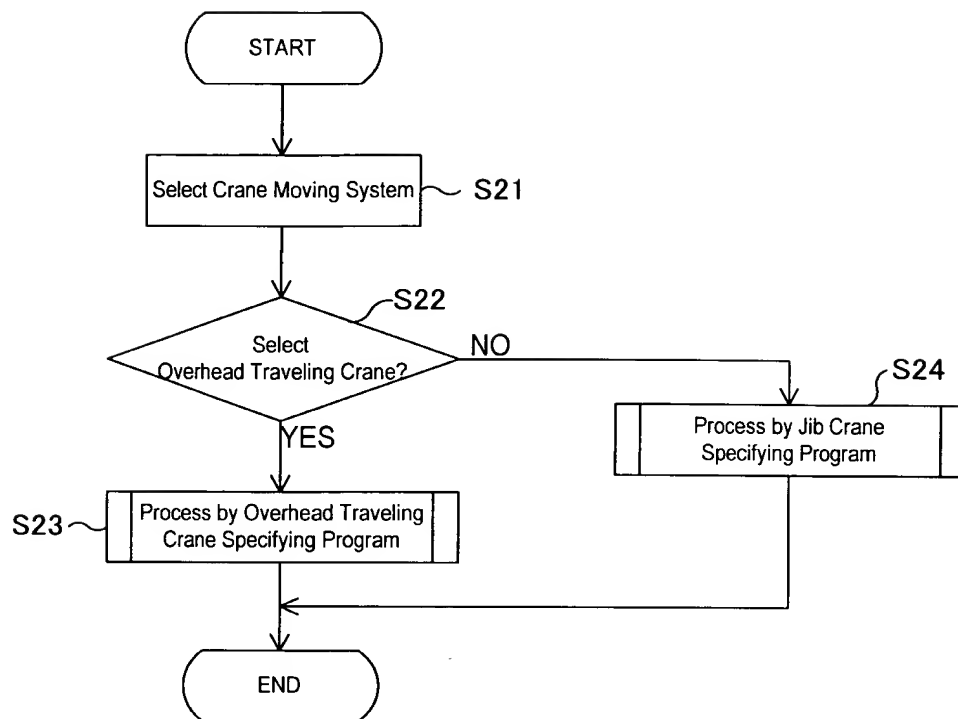 START
Select Crane Moving System
S21
S22
Select
Overhead Traveling Crane?
NO
YES
S24
Process by Jib Crane
Specifying Program
S23
Process by Overhead Traveling
Crane Specifying Program
END